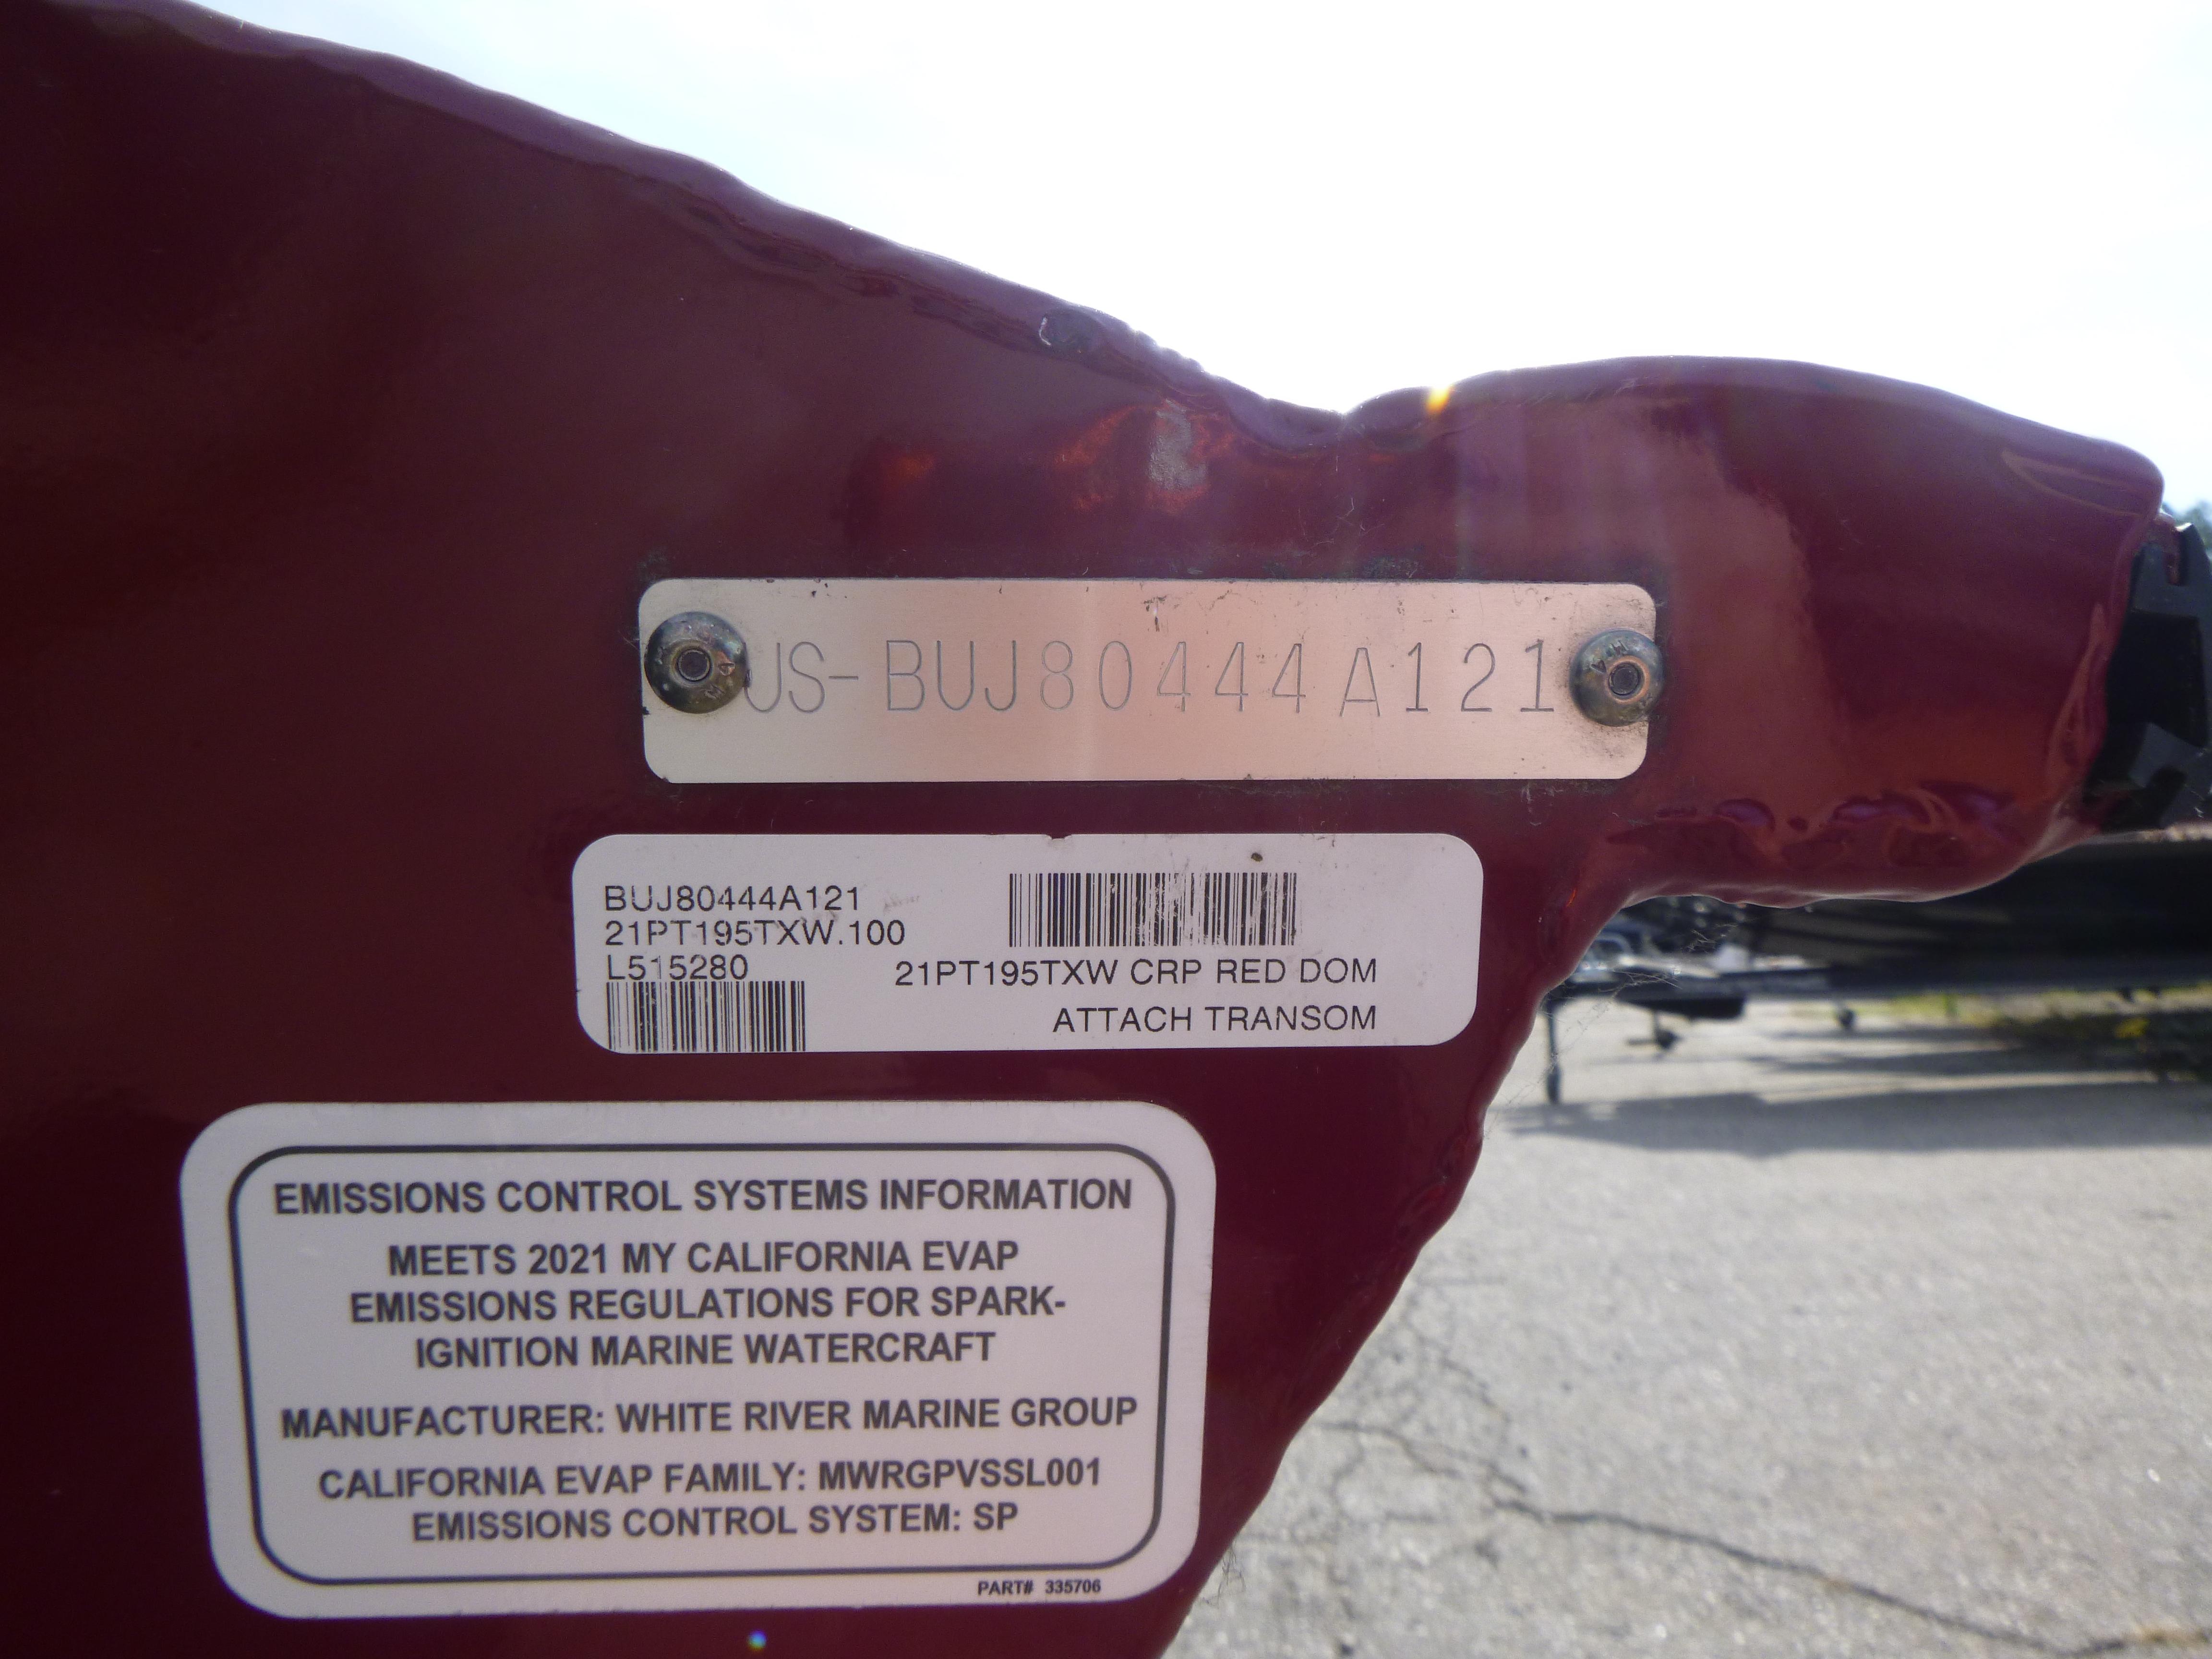 US-BUJ80444A121
BUJ80444A121
21PT195TXW.100
L515280
21PT195TXW CRP RED DOM
ATTACH TRANSOM
EMISSIONS CONTROL SYSTEMS INFORMATION
MEETS 2021 MY CALIFORNIA EVAP
EMISSIONS REGULATIONS FOR SPARK-
IGNITION MARINE WATERCRAFT
MANUFACTURER: WHITE RIVER MARINE GROUP
CALIFORNIA EVAP FAMILY: MWRGPVSSL001
EMISSIONS CONTROL SYSTEM: SP
PART# 335706